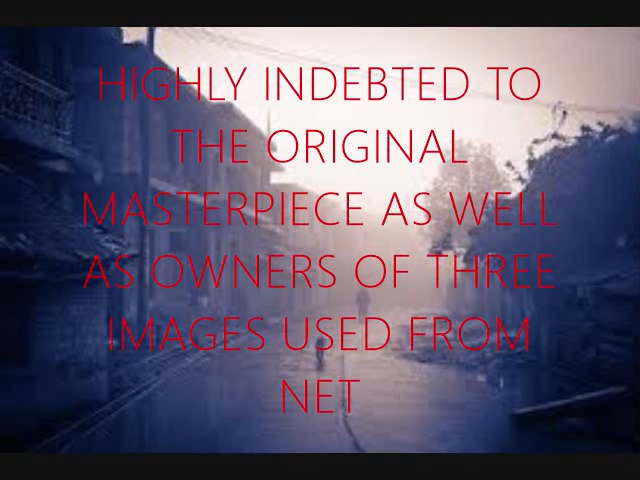 HIGHLY INDEBTED TO
THE ORIGINAL
MASTERPIECE AS WELL
AS OWNERS OF THREE
IMAGES USED FROM
NET